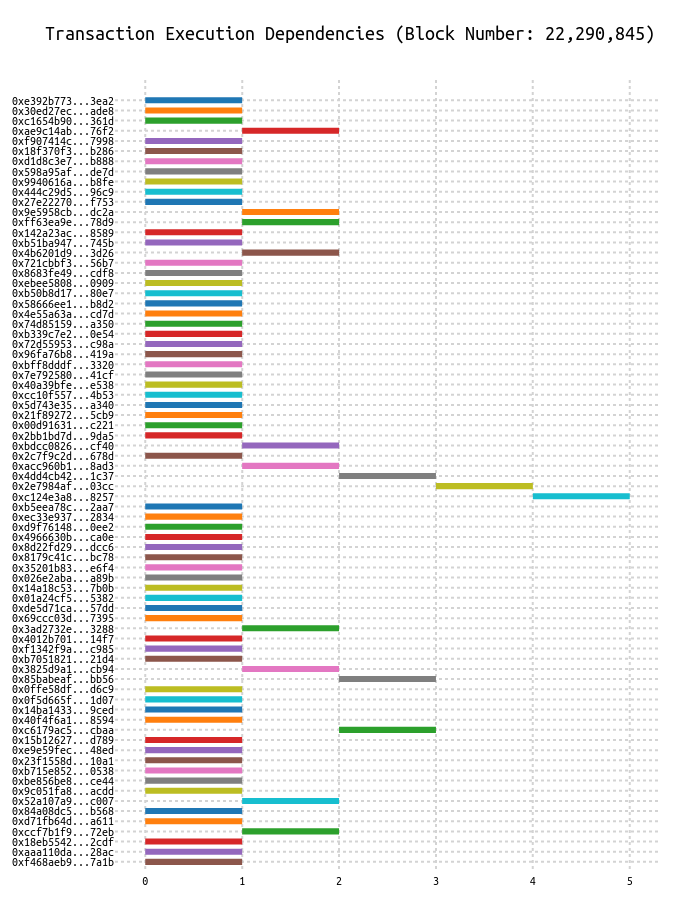 Transaction Execution Dependencies (Block Number: 22,290,845)
0xe392b773...3ea2
0x30ed27ec...ade8
0xc1654b90...361d
0xae9c14ab...76f2
0xf907414c...7998
0x18f370f3...b286
0xd1d8c3e7...b888
0x598a95af...de7d
0x9940616a...b8fe
0x444c29d5...96c9
0x27e22270...f753
0x9e5958cb...dc2a
0xff63ea9e...78d9
0x142a23ac...8589
0xb51ba947...745b
0x4b6201d9...3d26
0x721cbbf3...56b7
0x8683fe49...cdf8
0xebee5808...0909
0xb50b8d17...80e7
0x58666ee1...b8d2
0x4e55a63a...cd7d
0x74d85159...a350
0xb339c7e2...0e54
0x72d55953...c98a
0x96fa76b8...419a
0xbff8dddf...3320
0x7e792580...41cf
0x40a39bfe...e538
0xcc10f557...4b53
0x5d743e35...a340
0x21f89272...5cb9
0x00d91631...c221
0x2bb1bd7d...9da5
0xbdcc0826...cf40
0x2c7f9c2d...678d
0xacc960b1...8ad3
0x4dd4cb42...1c37
0x2e7984af...03cc
0xc124e3a8...8257
0xb5eea78c...2aa7
0xec33e937...2834
0xd9f76148...0ee2
0x4966630b...ca0e
0x8d22fd29...dcc6
0x8179c41c...bc78
0x35201b83...e6f4
0x026e2aba...a89b
0x14a18c53...7b0b
0x01a24cf5...5382
0xde5d71ca...57dd
0x69ccc03d...7395
0x3ad2732e...3288
0x4012b701...14f7
0xf1342f9a...c985
0xb7051821...21d4
0x3825d9a1...cb94
0x85babeaf...bb56
0x0ffe58df...d6c9
0x0f5d665f...1d07
0x14ba1433...9ced
0x40f4f6a1...8594
0xc6179ac5...cbaa
0x15b12627...d789
0xe9e59fec...48ed
0x23f1558d...10a1
0xb715e852...0538
0xbe856be8...ce44
0x9c051fa8...acdd
0x52a107a9...c007
0x84a08dc5...b568
0xd71fb64d...a611
0xccf7b1f9...72eb
0x18eb5542...2cdf
0xaaa110da...28ac
0xf468aeb9...7a1b
0 1 2 3 4 5